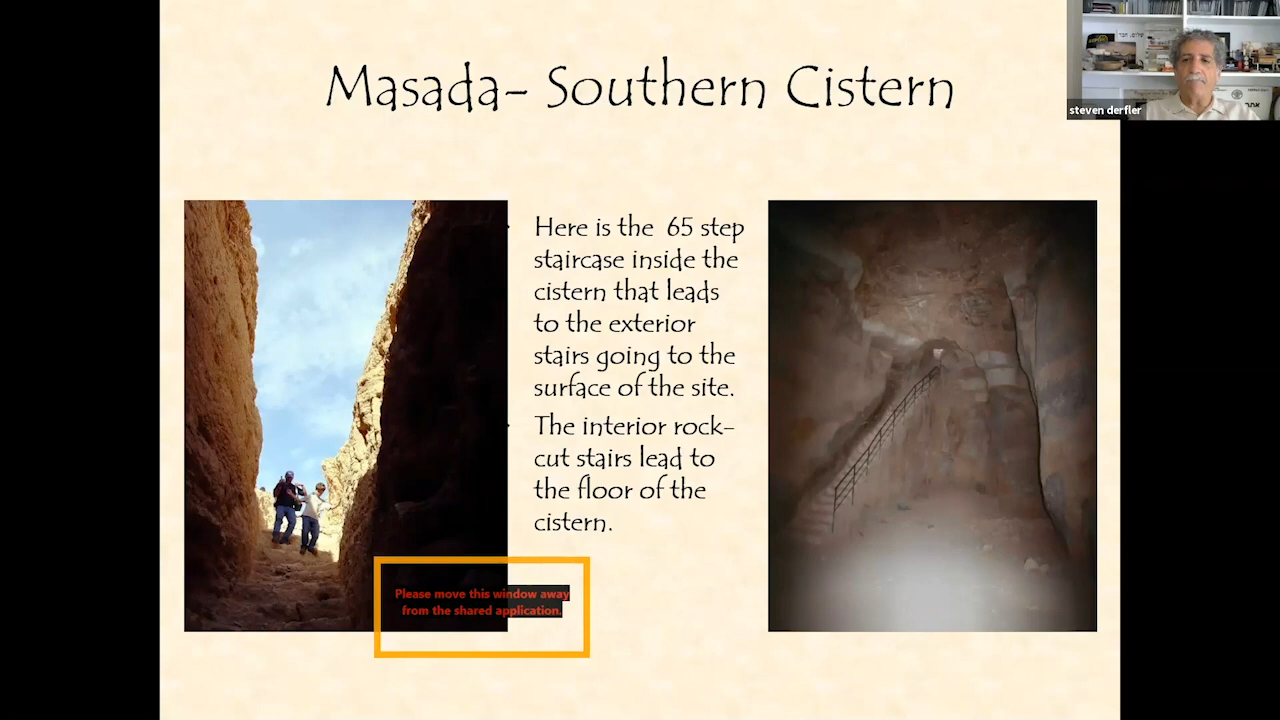 Masada- Southern Cistern
steven derfler
Here is the 65 step
staircase inside the
cistern that leads
to the exterior
stairs going to the
surface of the site.
The interior rock-
cut stairs lead to
the floor of the
cistern.
Please move this window away
from the shared application.